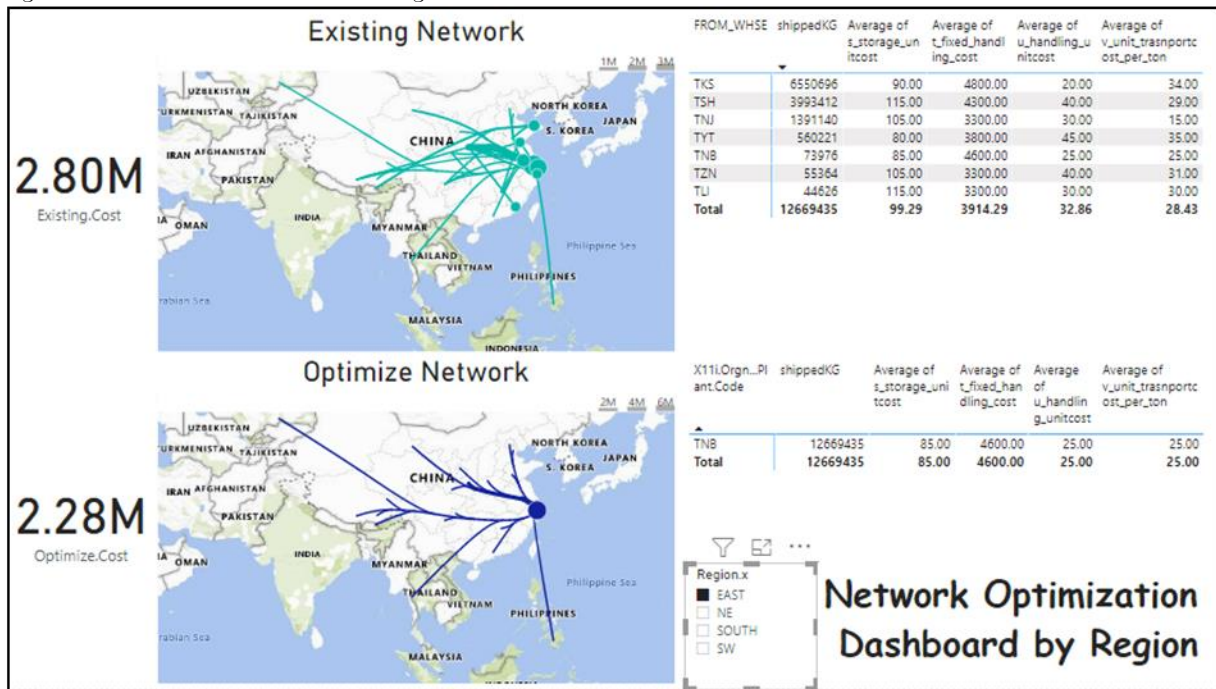 Existing Network
1M 2M 3M
UZBEKISTAN
TURKMENISTAN TAJIKISTAN
NORTH KOREA
JAPAN
S. KOREA
CHINA
IRAN AFGHANISTAN
PAKISTAN
INDIA
OMAN
MYANMAR
THAILAND
VIETNAM
Philippine Sea
PHILIPPINES
MALAYSIA
INDONESIA
2.80M
Existing.Cost
FROM_WHSE shippedKG Average of s_storage_unitcost Average of t_fixed_handling_cost Average of u_handling_unitcost Average of v_unit_trasnportcost_per_ton
TKS 6550696 90.00 4800.00 20.00 34.00
TSH 3993412 115.00 4300.00 40.00 29.00
TNJ 1391140 105.00 3300.00 30.00 15.00
TYT 560221 80.00 3800.00 45.00 35.00
TNB 73976 85.00 4600.00 25.00 25.00
TZN 55364 105.00 3300.00 40.00 31.00
TLI 44626 115.00 3300.00 30.00 30.00
Total 12669435 99.29 3914.29 32.86 28.43
Optimize Network
2M 4M 6M
UZBEKISTAN
TURKMENISTAN TAJIKISTAN
NORTH KOREA
JAPAN
S. KOREA
CHINA
IRAN AFGHANISTAN
PAKISTAN
INDIA
OMAN
MYANMAR
THAILAND
VIETNAM
Philippine Sea
PHILIPPINES
MALAYSIA
INDONESIA
2.28M
Optimize.Cost
X11i.Orgn...Plant.Code shippedKG Average of s_storage_unitcost Average of t_fixed_handling_cost Average of u_handling_unitcost Average of v_unit_trasnportcost_per_ton
TNB 12669435 85.00 4600.00 25.00 25.00
Total 12669435 85.00 4600.00 25.00 25.00
Region.x
EAST
NE
SOUTH
SW
Network Optimization
Dashboard by Region